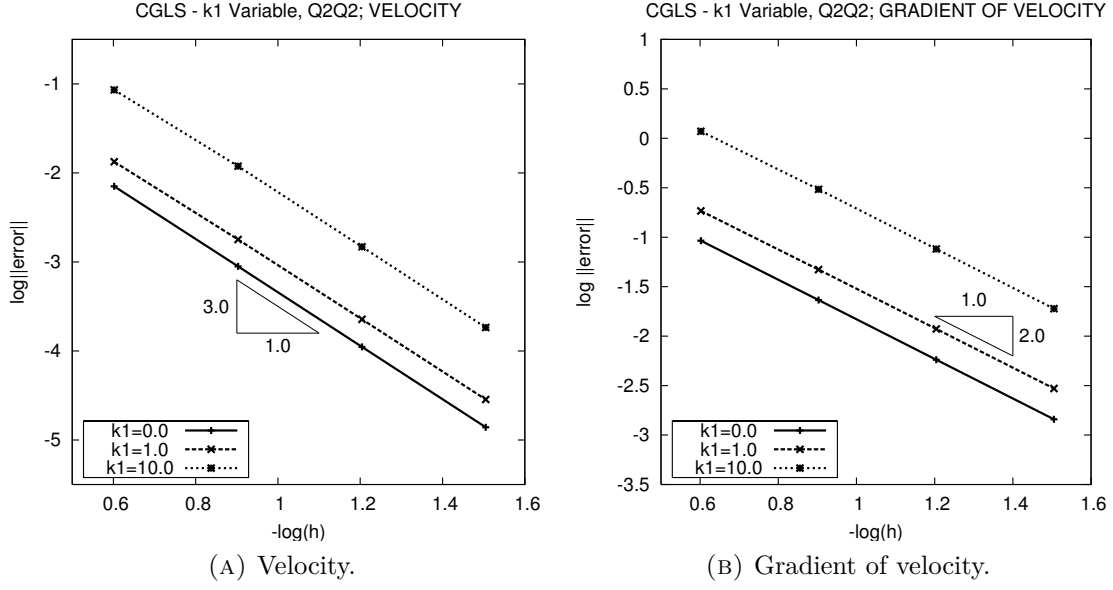 CGLS - k1 Variable, Q2Q2; VELOCITY
-1
-2
-3
-4
-5
log||error||
3.0
1.0
k1=0.0
k1=1.0
k1=10.0
0.6 0.8 1 1.2 1.4 1.6
-log(h)
(A) Velocity.
CGLS - k1 Variable, Q2Q2; GRADIENT OF VELOCITY
1
0.5
0
-0.5
-1
-1.5
-2
-2.5
-3
-3.5
log ||error||
1.0
2.0
k1=0.0
k1=1.0
k1=10.0
0.6 0.8 1 1.2 1.4 1.6
-log(h)
(B) Gradient of velocity.